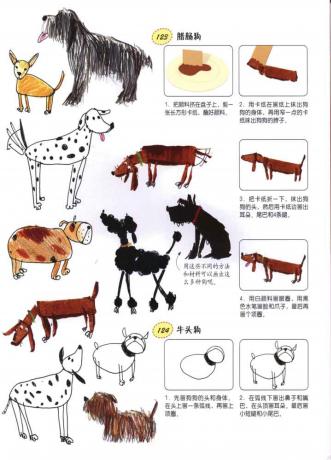 123 腊肠狗
1. 把颜料挤在盘子上，剪一
张长方形卡纸，蘸好颜料。
2. 用卡纸在画纸上抹出狗
狗的身体，再用窄一点的卡
纸抹出狗狗的脖子。
3. 把卡纸折一下，抹出狗
狗的头，然后用卡纸边画出
耳朵、尾巴和4条腿。
用这些不同的方法
和材料可以画出这
么多种狗呢。
4. 用白颜料画眼睛，用黑
色水笔画脸和爪子，最后再
画个项圈。
124 牛头狗
1. 先画狗狗的头和身体，
在头上画一条弧线，再画上
项圈。
2. 在弧线下画出鼻子和嘴
巴，在头顶画耳朵，最后画
小短腿和小尾巴。